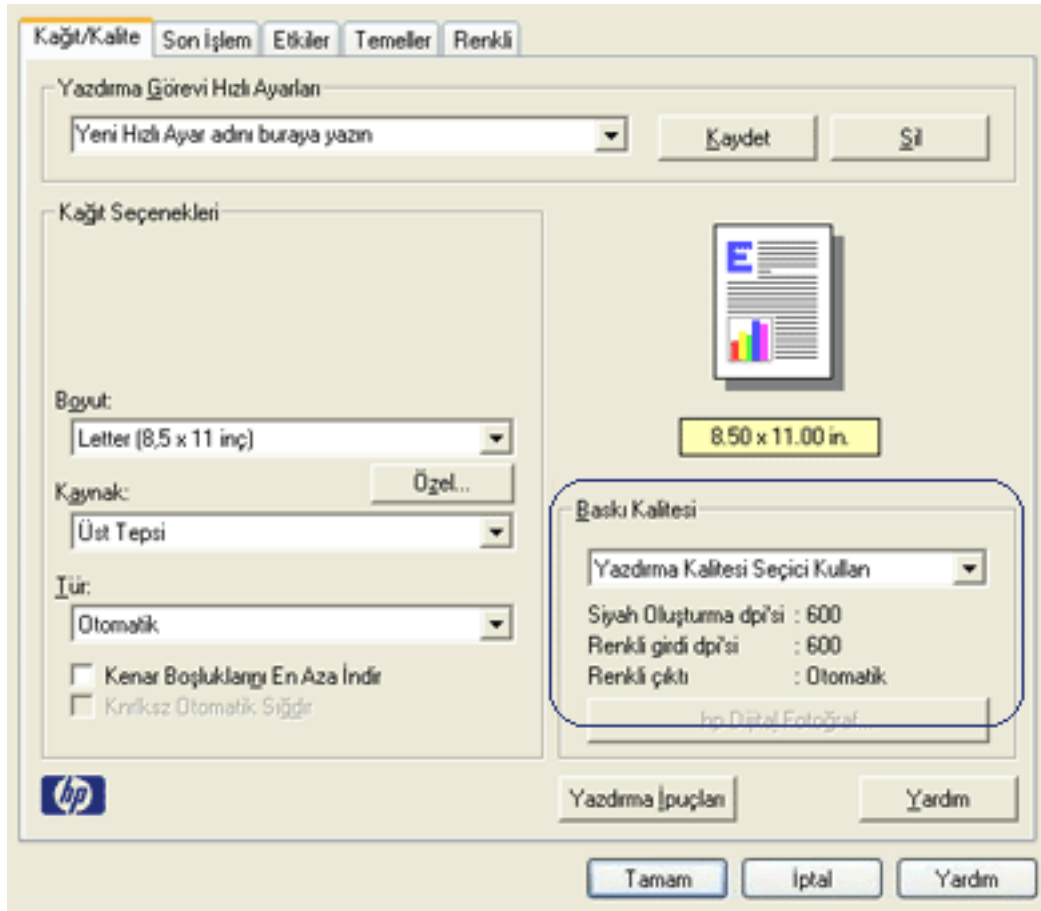 Kağıt/Kalite Son İşlem Etkiler Temeller Renkli
Yazdırma Görevi Hızlı Ayarları
Yeni Hızlı Ayar adını buraya yazın Kaydet Sil
Kağıt Seçenekleri
E
Boyut:
Letter (8,5 x 11 inç)
8.50 x 11.00 in.
Özel...
Kaynak:
Üst Tepsi
Tür:
Otomatik
Kenar Boşluklarını En Aza İndir
Knrlksz Otomatik Sığdır
Baskı Kalitesi
Yazdırma Kalitesi Seçici Kullan
Siyah Oluşturma dpi'si : 600
Renkli girdi dpi'si : 600
Renkli çıktı : Otomatik
hp Dijital Fotoğraf...
hp
Yazdırma İpuçları Yardım
Tamam İptal Yardım